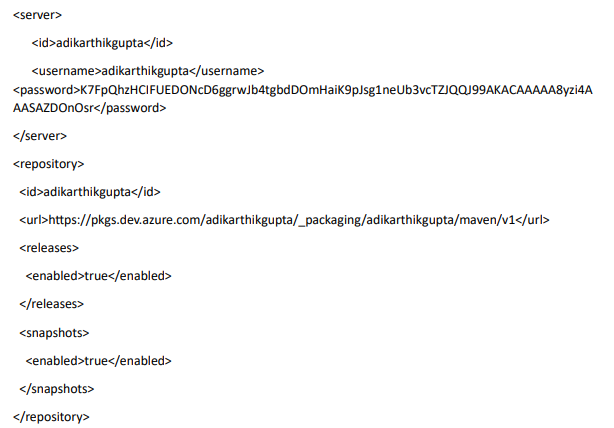 <server>
<id>adikarthikgupta</id>
<username>adikarthikgupta</username>
<password>K7FpQhzHCIFUEDONcD6ggrwJb4tgbdDOmHaiK9pJsg1neUb3vcTZJQQJ99AKACAAAAA8yzi4A
AASAZDOnOsr</password>
</server>
<repository>
<id>adikarthikgupta</id>
<url>https://pkgs.dev.azure.com/adikarthikgupta/_packaging/adikarthikgupta/maven/v1</url>
<releases>
<enabled>true</enabled>
</releases>
<snapshots>
<enabled>true</enabled>
</snapshots>
</repository>